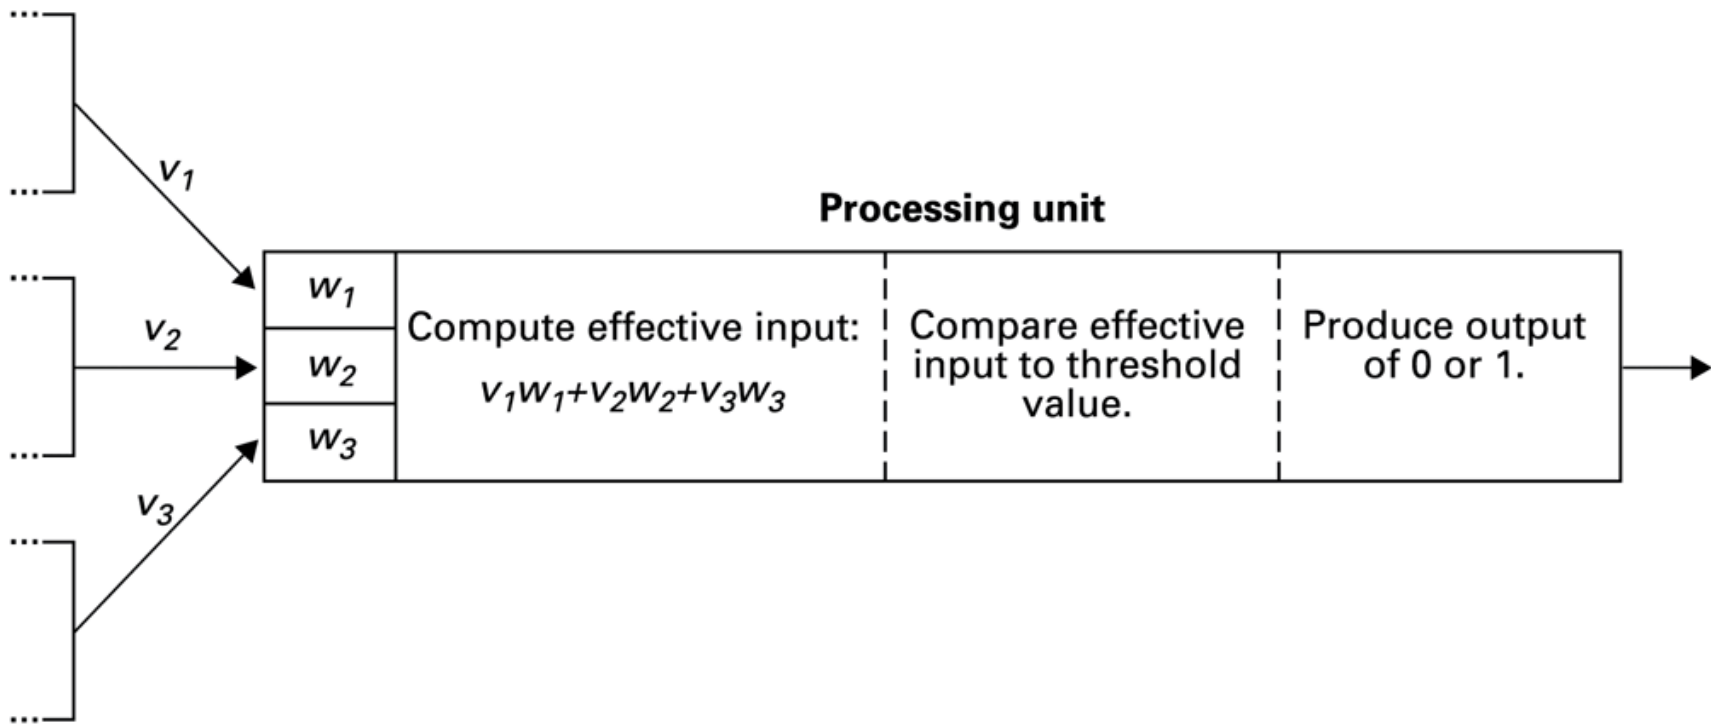 v1
Processing unit
w1
v2
w2
w3
v3
Compute effective input:
v1w1+v2w2+v3w3
Compare effective
input to threshold
value.
Produce output
of 0 or 1.